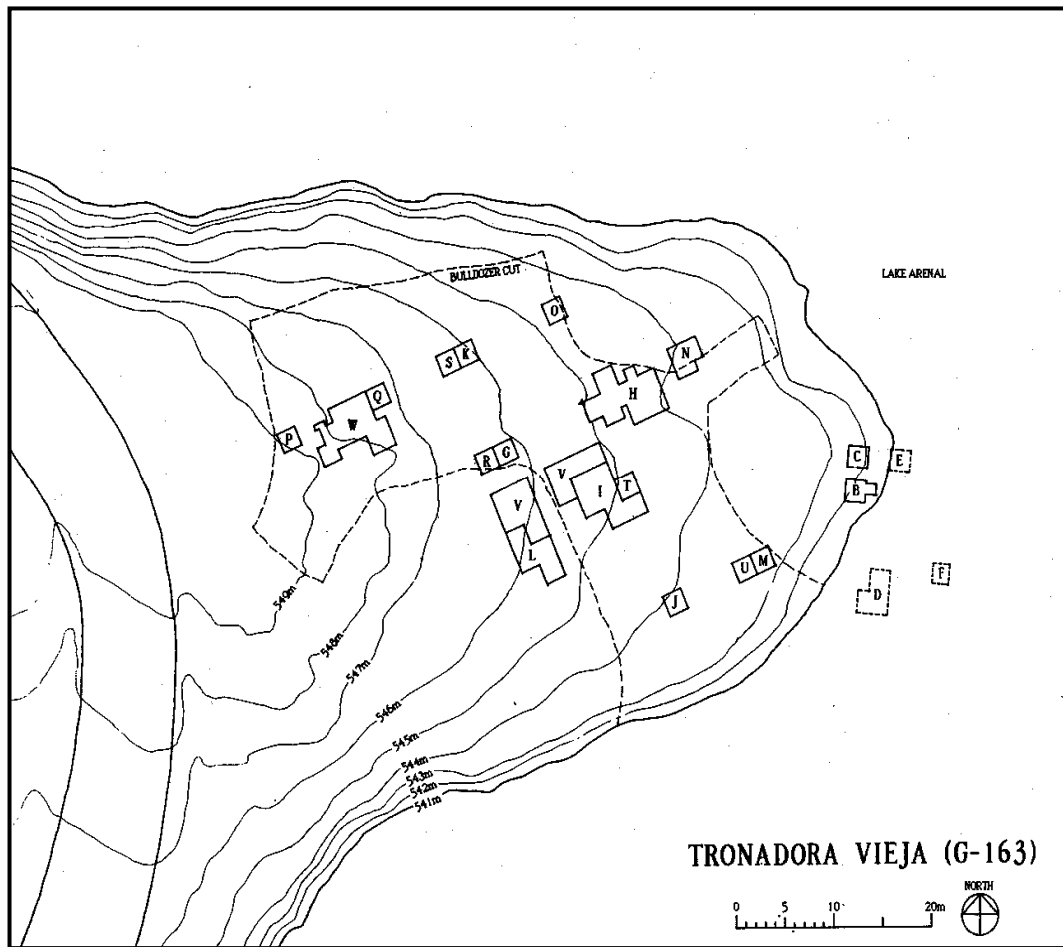 BULLDOZER CUT
LAKE ARENAL
O
N
S K
H
Q
W
P
R G
V
I T
V
L
C
E
B
U M
J
D
F
549m
548m
547m
546m
545m
544m
543m
542m
541m
TRONADORA VIEJA (G-163)
NORTH
0 5 10 20m